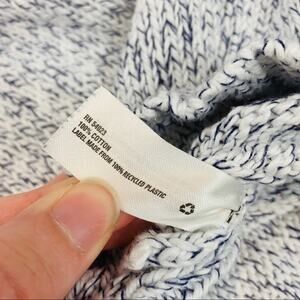 RN 54023
100% COTTON
LABEL MADE FROM 100% RECYCLED PLASTIC